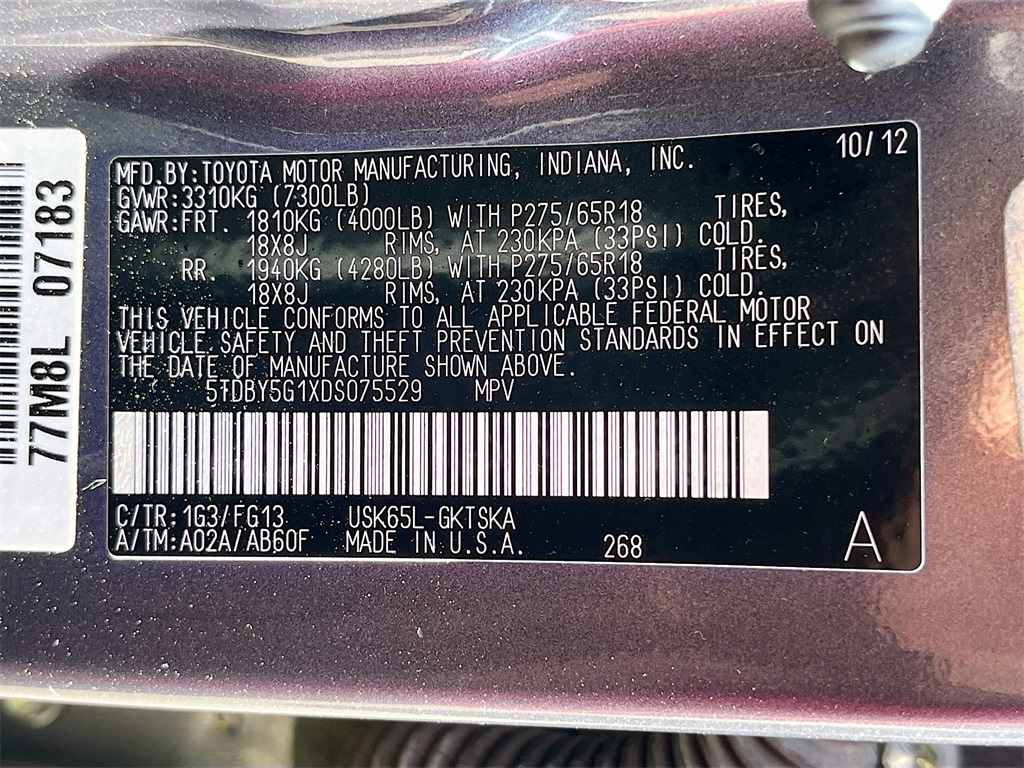 77M8L 07183
10/12
MFD.BY:TOYOTA MOTOR MANUFACTURING, INDIANA, INC.
GVWR:3310KG (7300LB)
GAWR:FRT. 1810KG (4000LB) WITH P275/65R18 TIRES,
18X8J RIMS, AT 230KPA (33PSI) COLD.
RR. 1940KG (4280LB) WITH P275/65R18 TIRES,
18X8J RIMS, AT 230KPA (33PSI) COLD.
THIS VEHICLE CONFORMS TO ALL APPLICABLE FEDERAL MOTOR
VEHICLE SAFETY AND THEFT PREVENTION STANDARDS IN EFFECT ON
THE DATE OF MANUFACTURE SHOWN ABOVE.
5TDBY5G1XDS075529 MPV
C/TR:1G3/FG13 USK65L-GKTSKA
A/TM:A02A/AB60F MADE IN U.S.A. 268
A